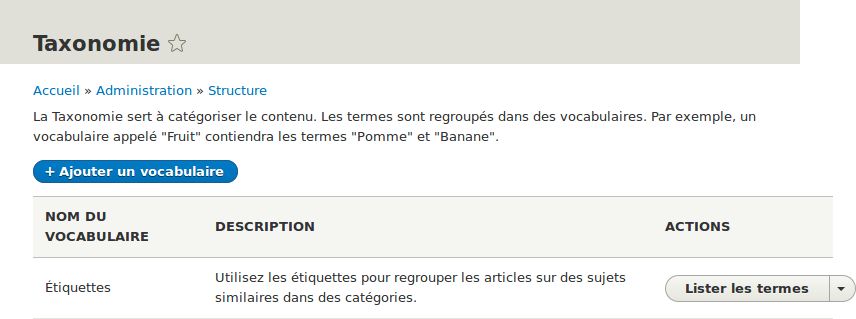 Taxonomie
Accueil » Administration » Structure
La Taxonomie sert à catégoriser le contenu. Les termes sont regroupés dans des vocabulaires. Par exemple, un
vocabulaire appelé "Fruit" contiendra les termes "Pomme" et "Banane".
+ Ajouter un vocabulaire
NOM DU
VOCABULAIRE
DESCRIPTION
ACTIONS
Étiquettes
Utilisez les étiquettes pour regrouper les articles sur des sujets
similaires dans des catégories.
Lister les termes